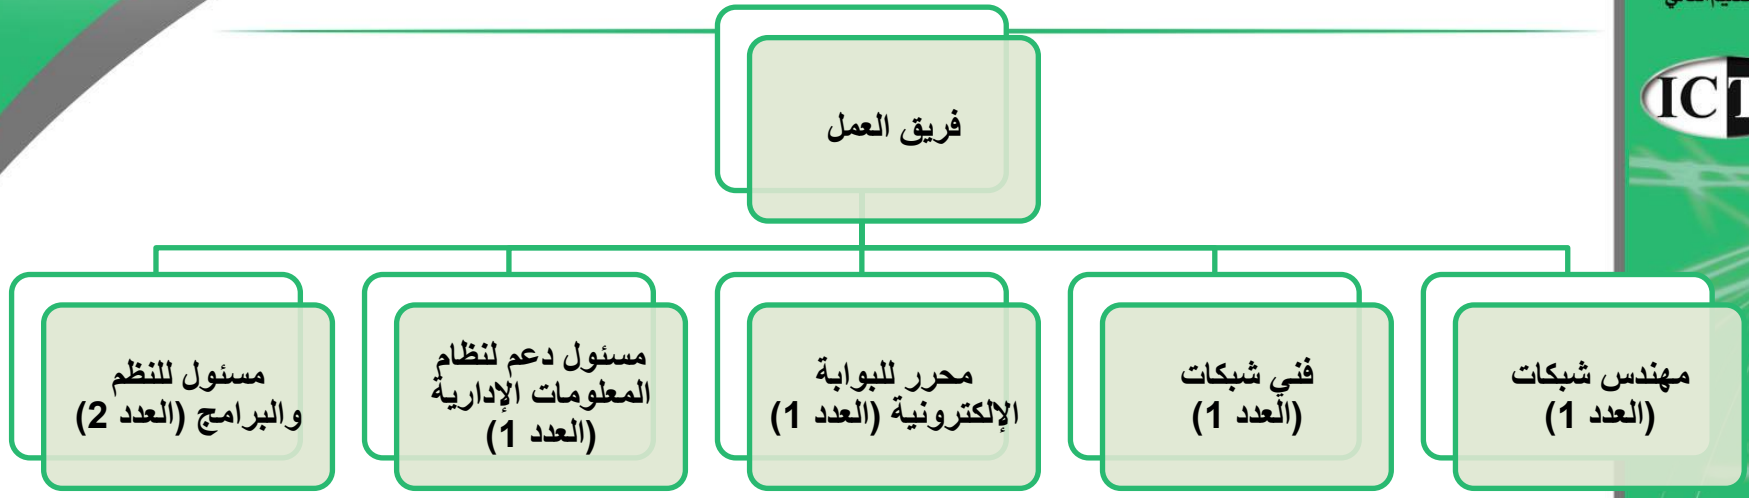 فريق العمل
مهندس شبكات
(العدد 1)
فني شبكات
(العدد 1)
محرر للبوابة
الإلكترونية (العدد 1)
مسئول دعم لنظام
المعلومات الإدارية
(العدد 1)
مسئول للنظم
والبرامج (العدد 2)